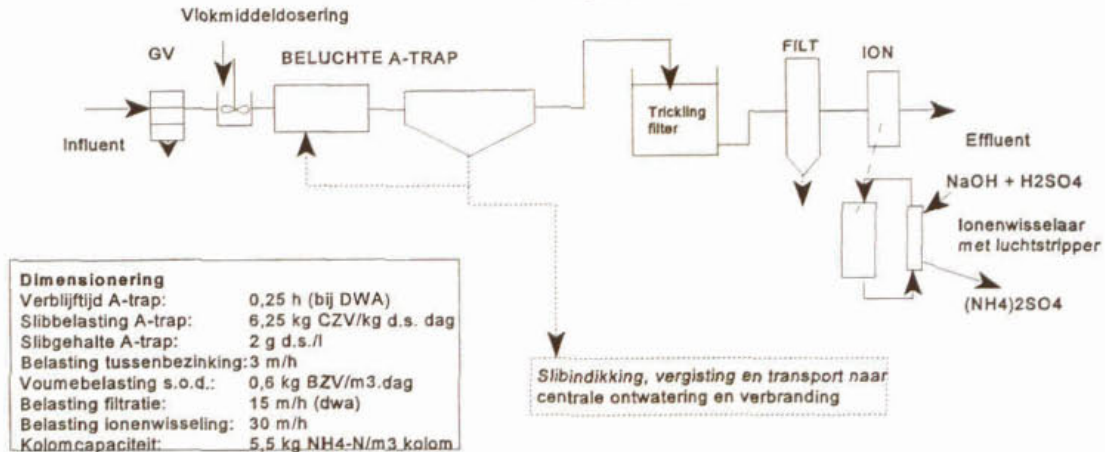 Vlokmiddeldosering
GV
BELUCHTE A-TRAP
FILT
ION
Influent
Trickling
filter
Effluent
NaOH + H2SO4
Ionenwisselaar
met luchtstripper
(NH4)2SO4
Dimensionering
Verblijftijd A-trap: 0,25 h (bij DWA)
Slibbelasting A-trap: 6,25 kg CZV/kg d.s. dag
Slibgehalte A-trap: 2 g d.s./l
Belasting tussenbezinking: 3 m/h
Voumebelasting s.o.d.: 0,6 kg BZV/m3.dag
Belasting filtratie: 15 m/h (dwa)
Belasting ionenwisseling: 30 m/h
Kolomcapaciteit: 5,5 kg NH4-N/m3 kolom
Slibindikking, vergisting en transport naar
centrale ontwatering en verbranding